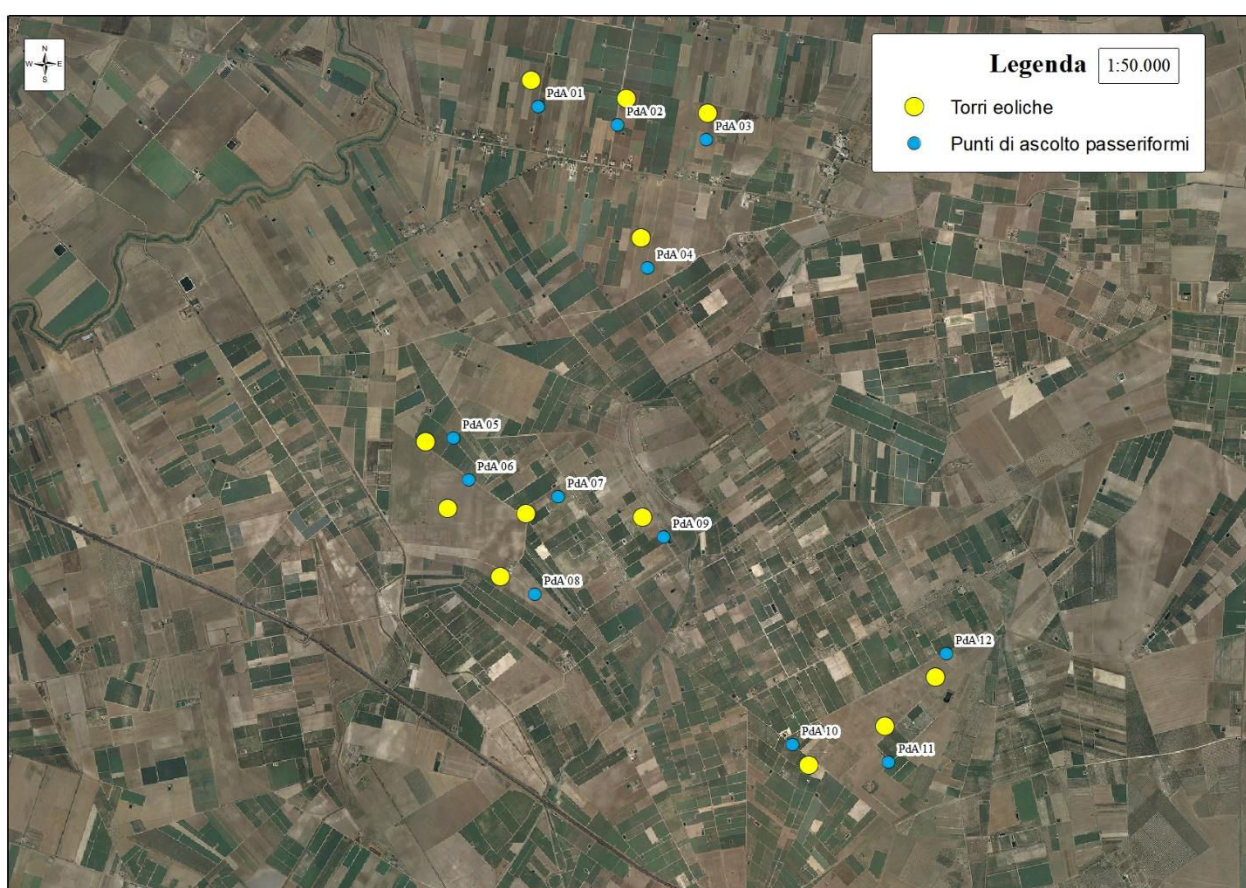 N
W E
S
Legenda 1:50.000
Torri eoliche
Punti di ascolto passeriformi
PdA 01
PdA 02
PdA 03
PdA 04
PdA 05
PdA 06
PdA 07
PdA 09
PdA 08
PdA 12
PdA 10
PdA 11